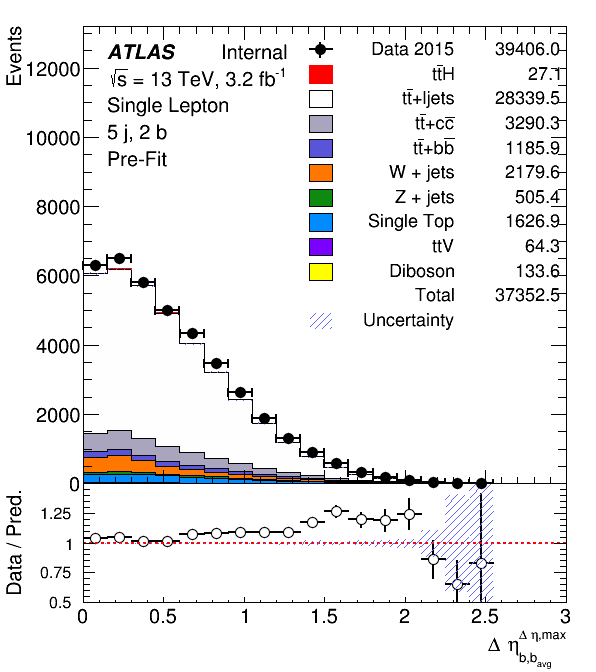 Events
12000
10000
8000
6000
4000
2000
0
ATLAS Internal
√s = 13 TeV, 3.2 fb⁻¹
Single Lepton
5 j, 2 b
Pre-Fit
Data 2015 39406.0
tt̄H 27.1
tt̄+ljets 28339.5
tt̄+cc̄ 3290.3
tt̄+bb̄ 1185.9
W + jets 2179.6
Z + jets 505.4
Single Top 1626.9
ttV 64.3
Diboson 133.6
Total 37352.5
Uncertainty
Data / Pred.
1.25
1
0.75
0.5
0 0.5 1 1.5 2 2.5 3
Δ η b,b avg Δ η,max